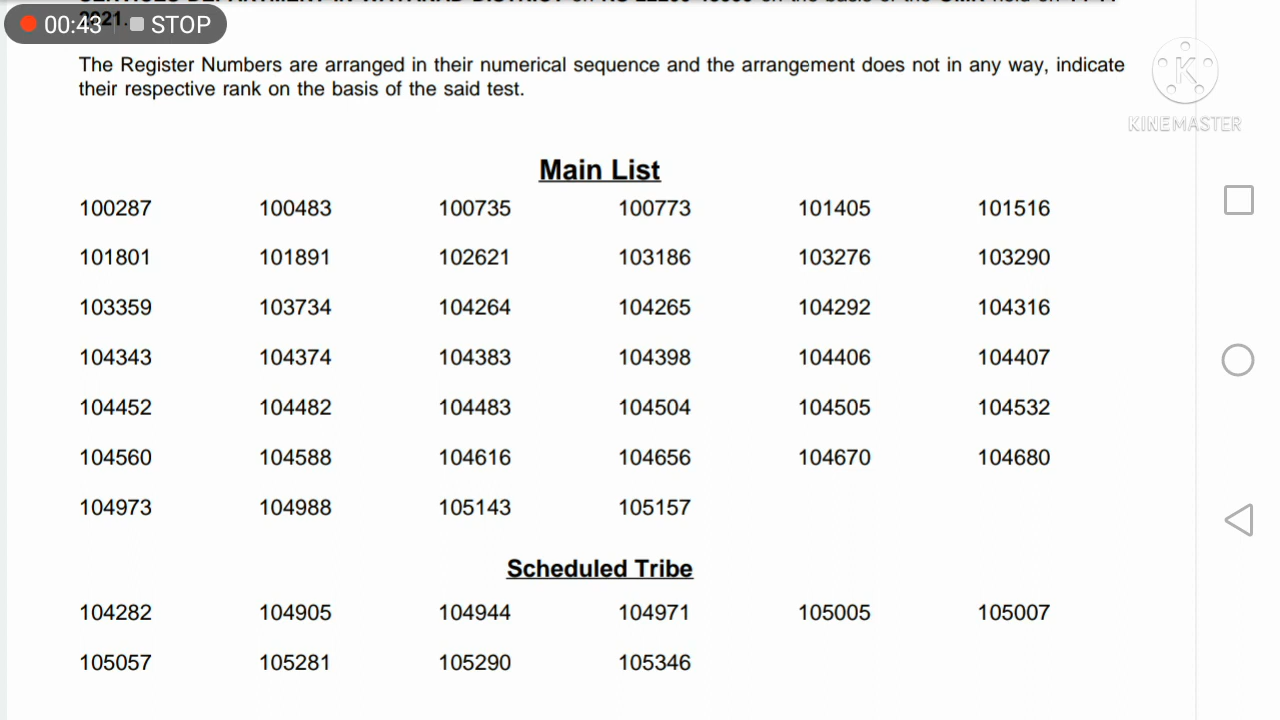 00:43 STOP
2021.
The Register Numbers are arranged in their numerical sequence and the arrangement does not in any way, indicate
their respective rank on the basis of the said test.
KINEMASTER
Main List
100287 100483 100735 100773 101405 101516
101801 101891 102621 103186 103276 103290
103359 103734 104264 104265 104292 104316
104343 104374 104383 104398 104406 104407
104452 104482 104483 104504 104505 104532
104560 104588 104616 104656 104670 104680
104973 104988 105143 105157
Scheduled Tribe
104282 104905 104944 104971 105005 105007
105057 105281 105290 105346